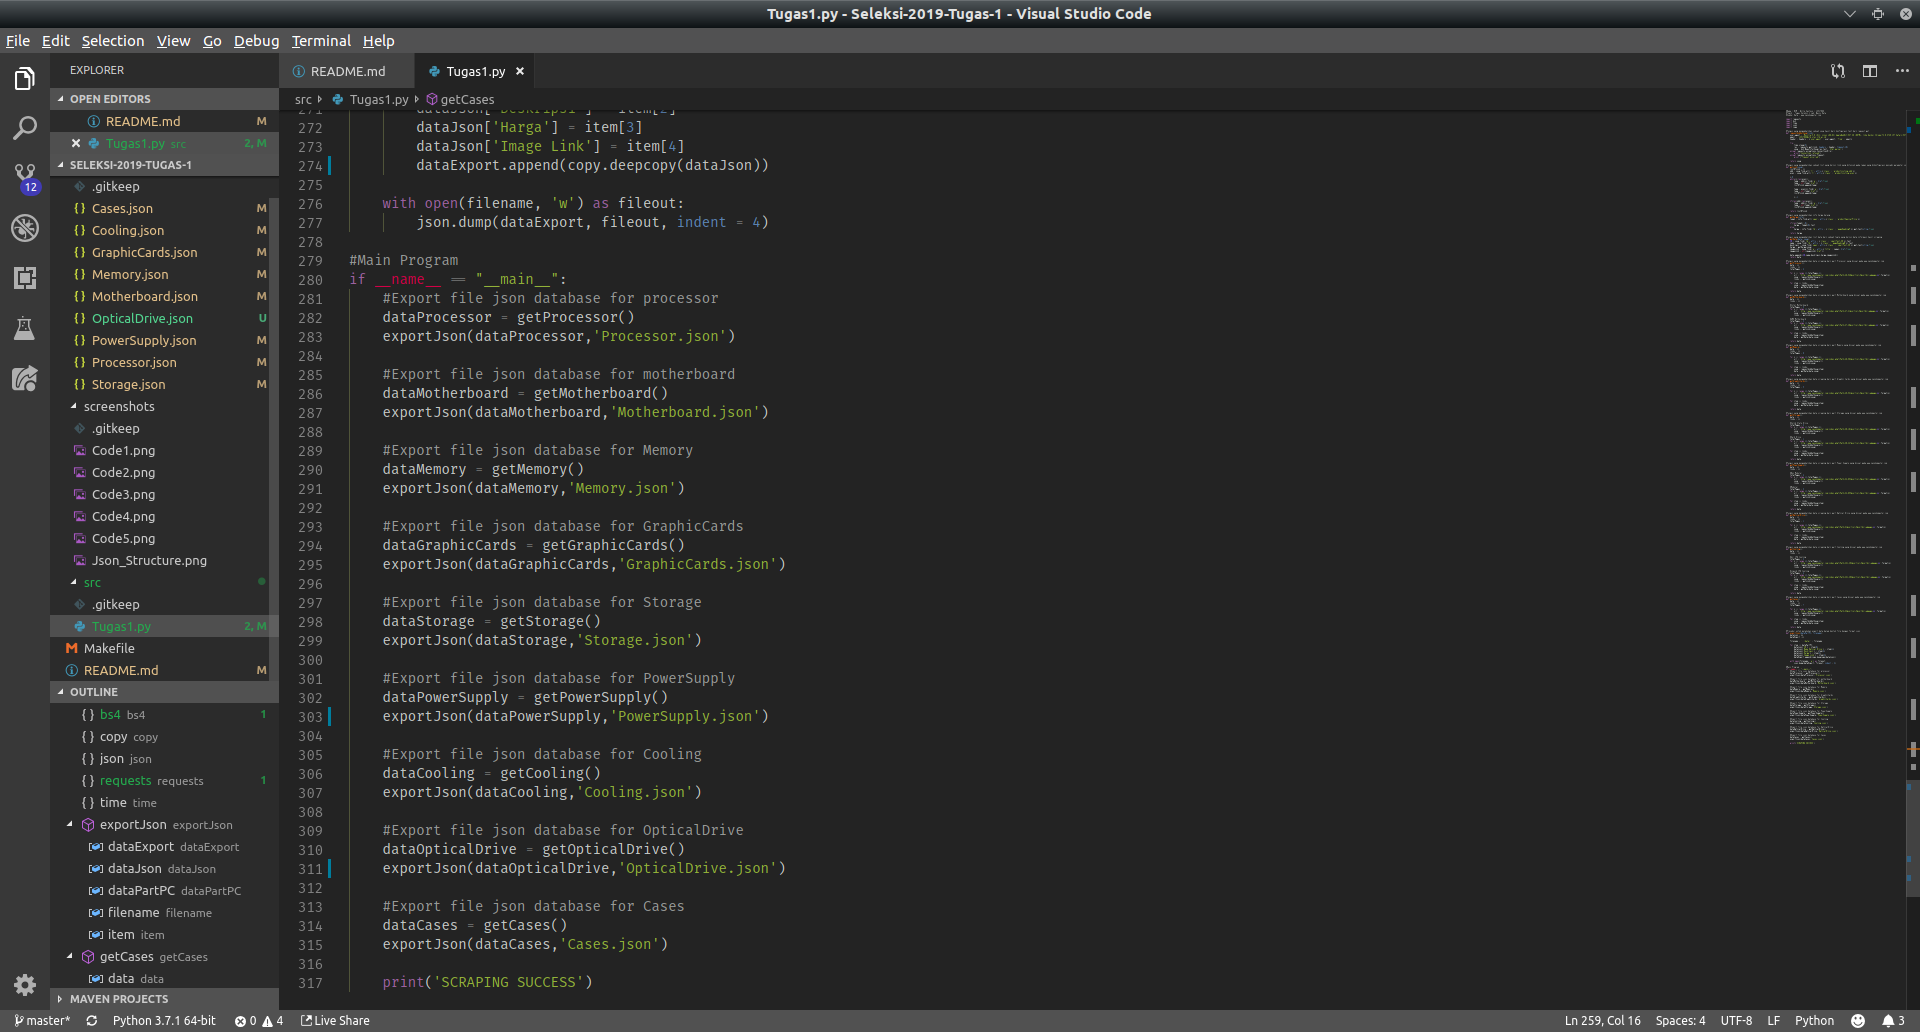 Tugas1.py - Seleksi-2019-Tugas-1 - Visual Studio Code
File Edit Selection View Go Debug Terminal Help
EXPLORER
OPEN EDITORS
README.md M
Tugas1.py src 2, M
SELEKSI-2019-TUGAS-1
.gitkeep
{} Cases.json M
{} Cooling.json M
{} GraphicCards.json M
{} Memory.json M
{} Motherboard.json M
{} OpticalDrive.json U
{} PowerSupply.json M
{} Processor.json M
{} Storage.json M
screenshots
.gitkeep
Code1.png
Code2.png
Code3.png
Code4.png
Code5.png
Json_Structure.png
src
.gitkeep
Tugas1.py 2, M
Makefile
README.md M
OUTLINE
{} bs4 bs4 1
{} copy copy
{} json json
{} requests requests 1
{} time time
exportJson exportJson
dataExport dataExport
dataJson dataJson
dataPartPC dataPartPC
filename filename
item item
getCases getCases
data data
MAVEN PROJECTS
12
README.md Tugas1.py ×
src Tugas1.py getCases
271 dataJson['Deskripsi'] = item[2]
272 dataJson['Harga'] = item[3]
273 dataJson['Image Link'] = item[4]
274 dataExport.append(copy.deepcopy(dataJson))
275
276 with open(filename, 'w') as fileout:
277 json.dump(dataExport, fileout, indent = 4)
278
279 #Main Program
280 if __name__ == "__main__":
281 #Export file json database for processor
282 dataProcessor = getProcessor()
283 exportJson(dataProcessor,'Processor.json')
284
285 #Export file json database for motherboard
286 dataMotherboard = getMotherboard()
287 exportJson(dataMotherboard,'Motherboard.json')
288
289 #Export file json database for Memory
290 dataMemory = getMemory()
291 exportJson(dataMemory,'Memory.json')
292
293 #Export file json database for GraphicCards
294 dataGraphicCards = getGraphicCards()
295 exportJson(dataGraphicCards,'GraphicCards.json')
296
297 #Export file json database for Storage
298 dataStorage = getStorage()
299 exportJson(dataStorage,'Storage.json')
300
301 #Export file json database for PowerSupply
302 dataPowerSupply = getPowerSupply()
303 exportJson(dataPowerSupply,'PowerSupply.json')
304
305 #Export file json database for Cooling
306 dataCooling = getCooling()
307 exportJson(dataCooling,'Cooling.json')
308
309 #Export file json database for OpticalDrive
310 dataOpticalDrive = getOpticalDrive()
311 exportJson(dataOpticalDrive,'OpticalDrive.json')
312
313 #Export file json database for Cases
314 dataCases = getCases()
315 exportJson(dataCases,'Cases.json')
316
317 print('SCRAPING SUCCESS')
master* Python 3.7.1 64-bit 0 4 Live Share Ln 259, Col 16 Spaces: 4 UTF-8 LF Python 3